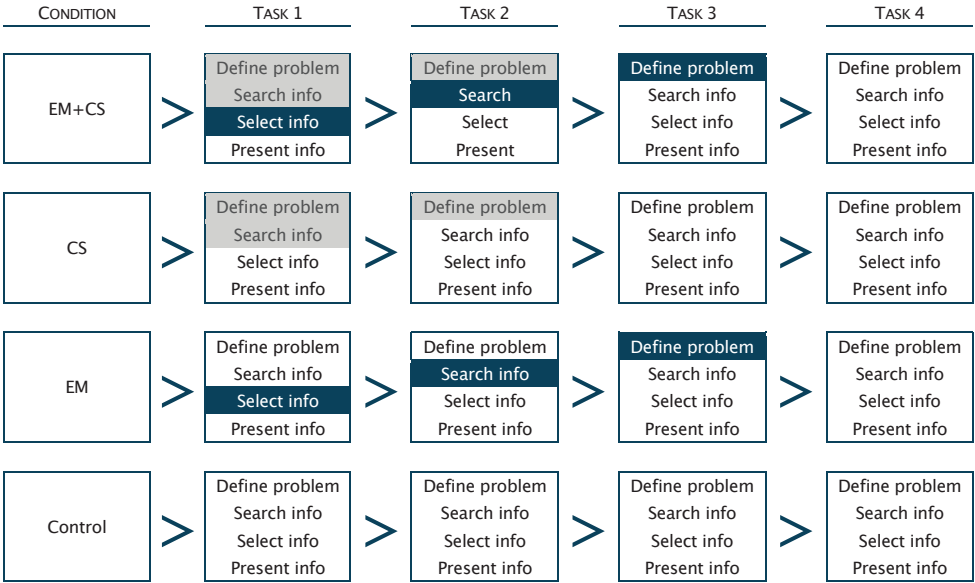 CONDITION TASK 1 TASK 2 TASK 3 TASK 4
EM+CS
>
Define problem
Search info
Select info
Present info
>
Define problem
Search
Select
Present
>
Define problem
Search info
Select info
Present info
>
Define problem
Search info
Select info
Present info
CS
>
Define problem
Search info
Select info
Present info
>
Define problem
Search info
Select info
Present info
>
Define problem
Search info
Select info
Present info
>
Define problem
Search info
Select info
Present info
EM
>
Define problem
Search info
Select info
Present info
>
Define problem
Search info
Select info
Present info
>
Define problem
Search info
Select info
Present info
>
Define problem
Search info
Select info
Present info
Control
>
Define problem
Search info
Select info
Present info
>
Define problem
Search info
Select info
Present info
>
Define problem
Search info
Select info
Present info
>
Define problem
Search info
Select info
Present info